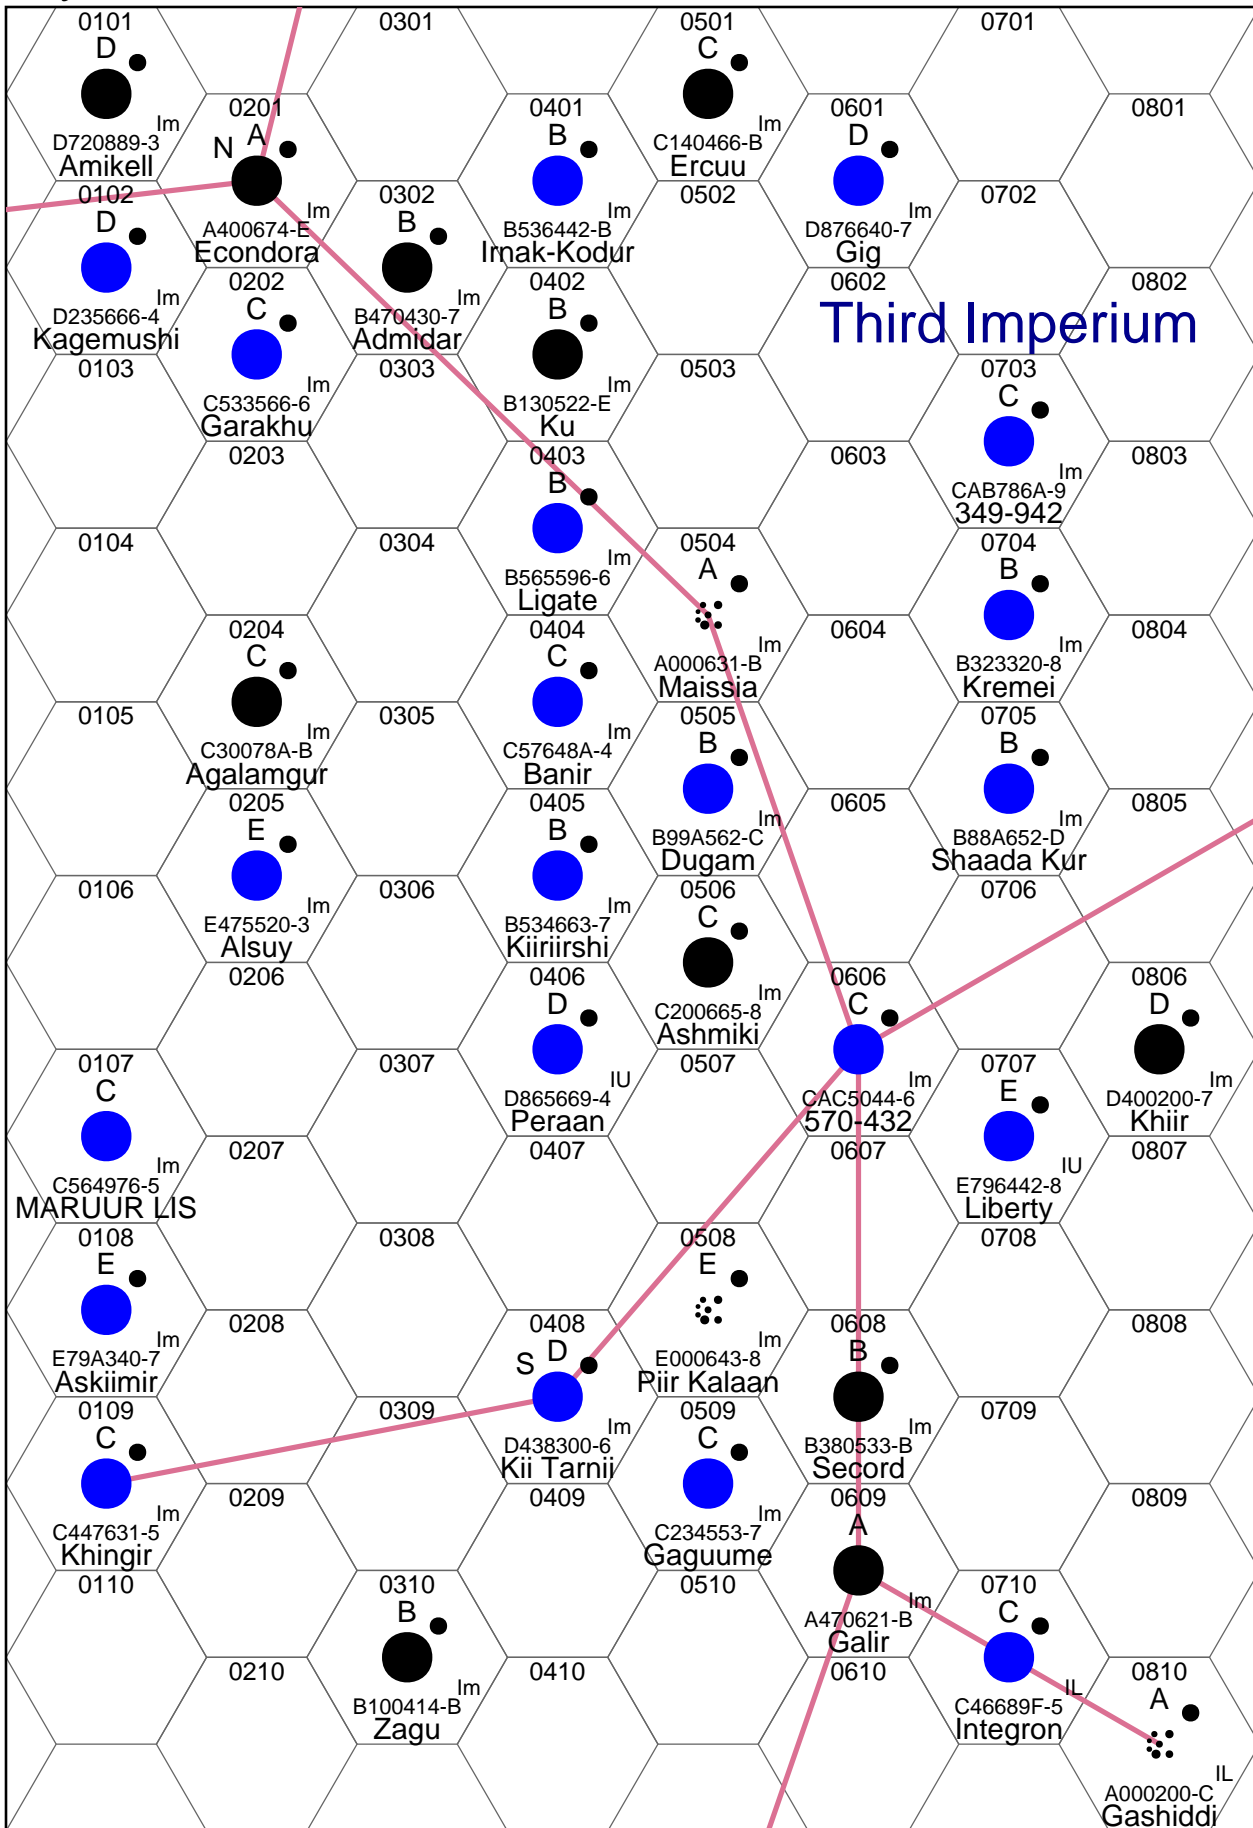 0101
D
Im
D720889-3
Amikell
0301
0501
C
Im
C140466-B
Ercuu
0701
0201
A
N
Im
A400674-E
Econdora
0401
B
Im
B536442-B
Irnak-Kodur
0601
D
Im
D876640-7
Gig
0801
0102
D
Im
D235666-4
Kagemushi
0302
B
Im
B470430-7
Admidar
0502
0702
0202
C
Im
C533566-6
Garakhu
0402
B
Im
B130522-E
Ku
0602
0802
Third Imperium
0103
0303
0503
0703
C
Im
CAB786A-9
349-942
0203
0403
B
Im
B565596-6
Ligate
0603
0803
0104
0304
0504
A
Im
A000631-B
Maissia
0704
B
Im
B323320-8
Kremei
0204
C
Im
C30078A-B
Agalamgur
0404
C
Im
C57648A-4
Banir
0604
0804
0105
0305
0505
B
Im
B99A562-C
Dugam
0705
B
Im
B88A652-D
Shaada Kur
0205
E
Im
E475520-3
Alsuy
0405
B
Im
B534663-7
Kiiriirshi
0605
0805
0106
0306
0506
C
Im
C200665-8
Ashmiki
0706
0206
0406
D
IU
D865669-4
Peraan
0606
C
Im
CAC5044-6
570-432
0806
D
Im
D400200-7
Khiir
0107
C
Im
C564976-5
MARUUR LIS
0307
0507
0707
E
IU
E796442-8
Liberty
0207
0407
0607
0807
0108
E
Im
E79A340-7
Askiimir
0308
0508
E
Im
E000643-8
Piir Kalaan
0708
0208
0408
S D
Im
D438300-6
Kii Tarnii
0608
B
Im
B380533-B
Secord
0808
0109
C
Im
C447631-5
Khingir
0309
0509
C
Im
C234553-7
Gaguume
0709
0209
0409
0609
A
Im
A470621-B
Galir
0809
0110
0310
B
Im
B100414-B
Zagu
0510
0710
C
IL
C46689F-5
Integron
0210
0410
0610
0810
A
IL
A000200-C
Gashiddi